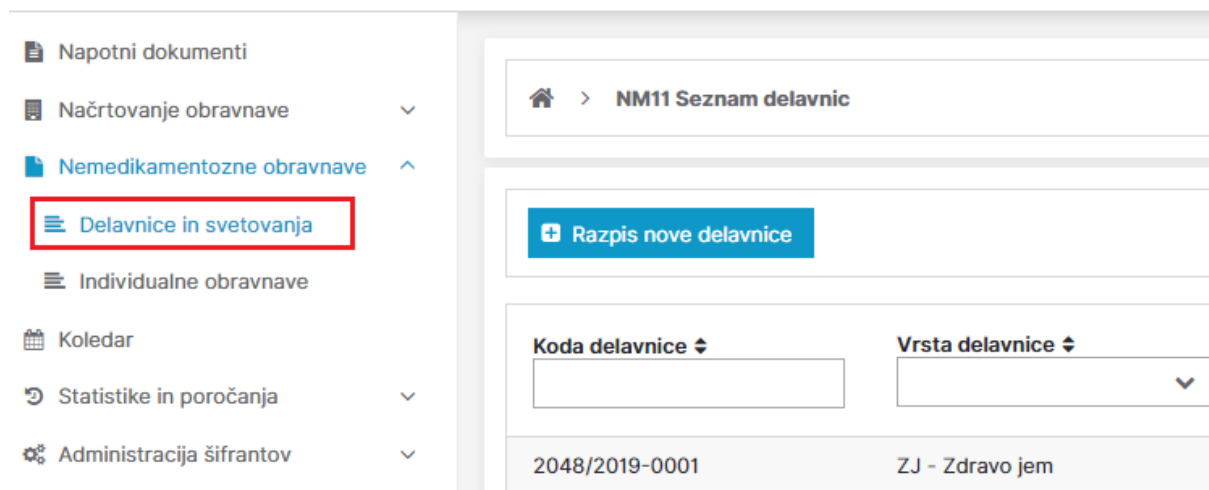 Napotni dokumenti
Načrtovanje obravnave
Nemedikamentozne obravnave
Delavnice in svetovanja
Individualne obravnave
Koledar
Statistike in poročanja
Administracija šifrantov
> NM11 Seznam delavnic
Razpis nove delavnice
Koda delavnice
Vrsta delavnice
2048/2019-0001
ZJ - Zdravo jem